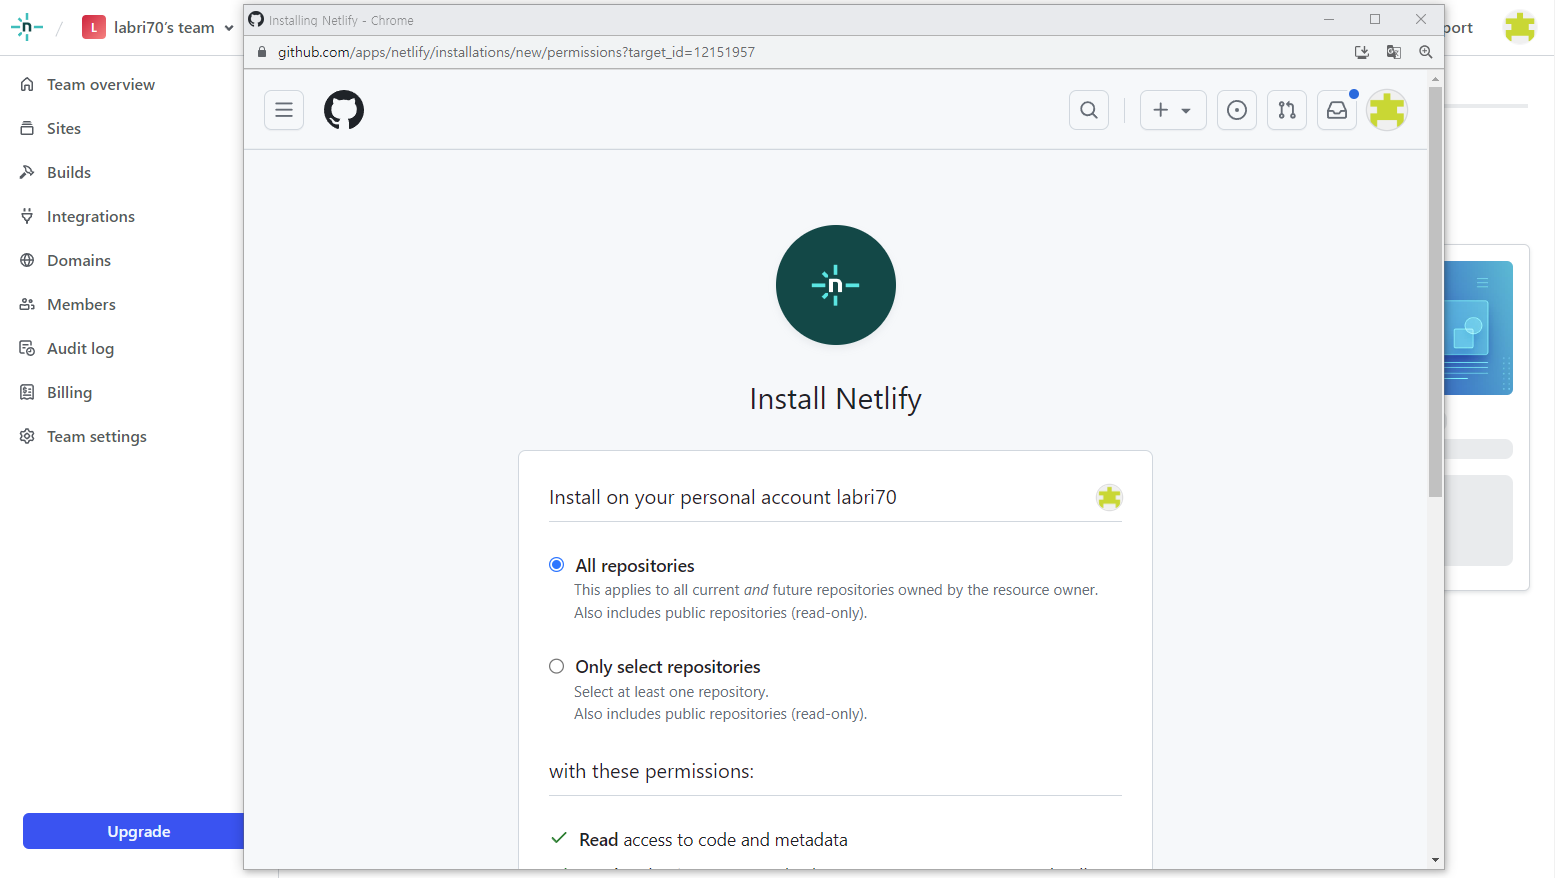 L labri70's team
port
Team overview
Sites
Builds
Integrations
Domains
Members
Audit log
Billing
Team settings
Upgrade
Installing Netlify - Chrome
github.com/apps/netlify/installations/new/permissions?target_id=12151957
n
Install Netlify
Install on your personal account labri70
All repositories
This applies to all current and future repositories owned by the resource owner.
Also includes public repositories (read-only).
Only select repositories
Select at least one repository.
Also includes public repositories (read-only).
with these permissions:
Read access to code and metadata